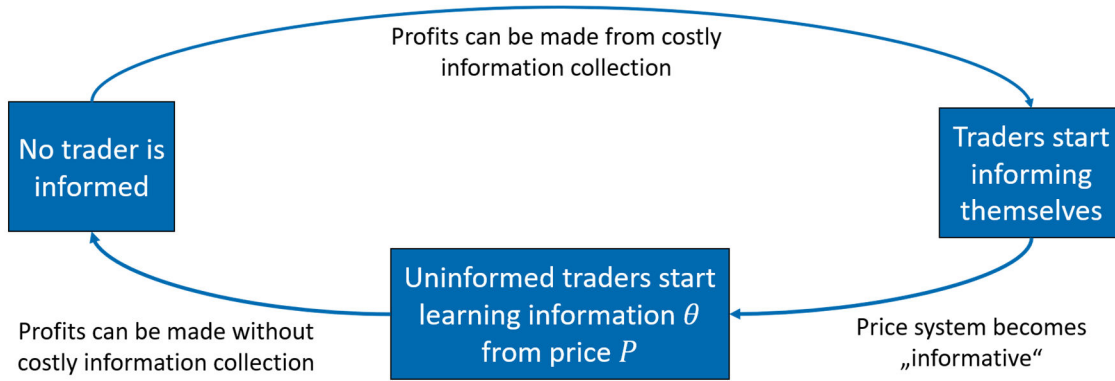 Profits can be made from costly
information collection
No trader is
informed
Traders start
informing
themselves
Uninformed traders start
learning information θ
from price P
Profits can be made without
costly information collection
Price system becomes
„informative“